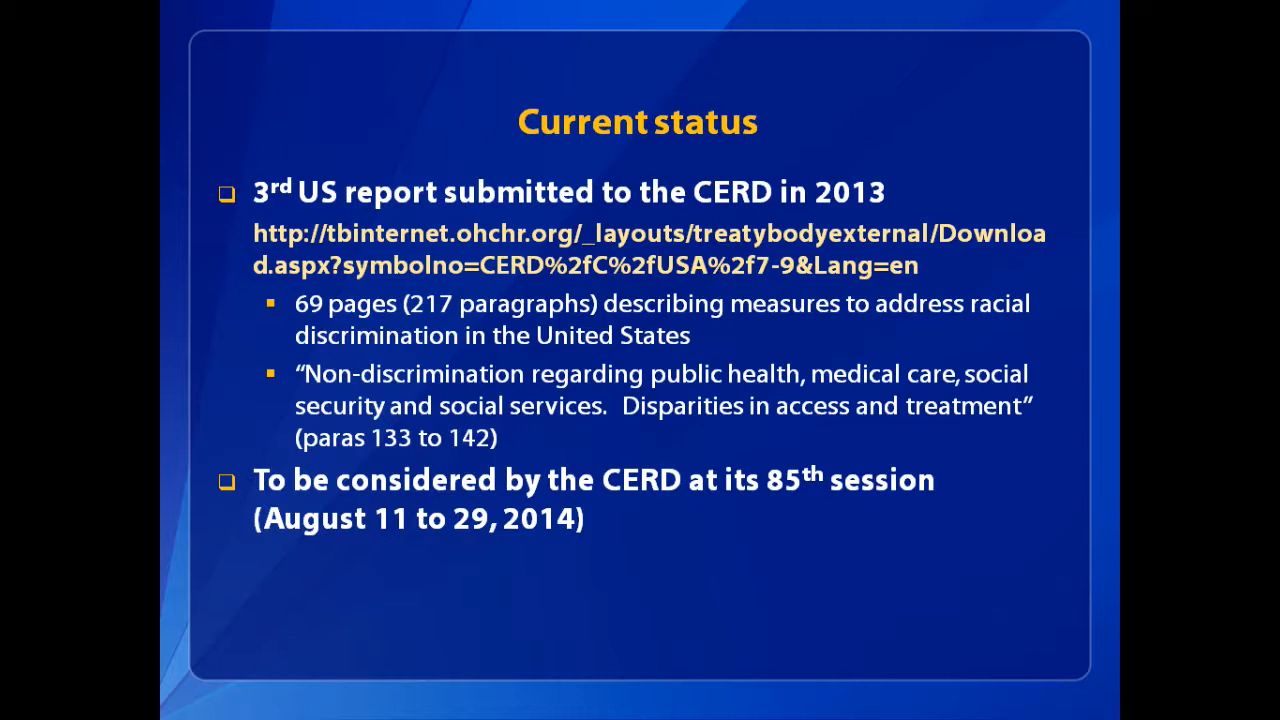 Current status
❑ 3rd US report submitted to the CERD in 2013
http://tbinternet.ohchr.org/_layouts/treatybodyexternal/Downloa
d.aspx?symbolno=CERD%2fC%2fUSA%2f7-9&Lang=en
▪ 69 pages (217 paragraphs) describing measures to address racial
discrimination in the United States
▪ “Non-discrimination regarding public health, medical care, social
security and social services.  Disparities in access and treatment”
(paras 133 to 142)
❑ To be considered by the CERD at its 85th session
(August 11 to 29, 2014)